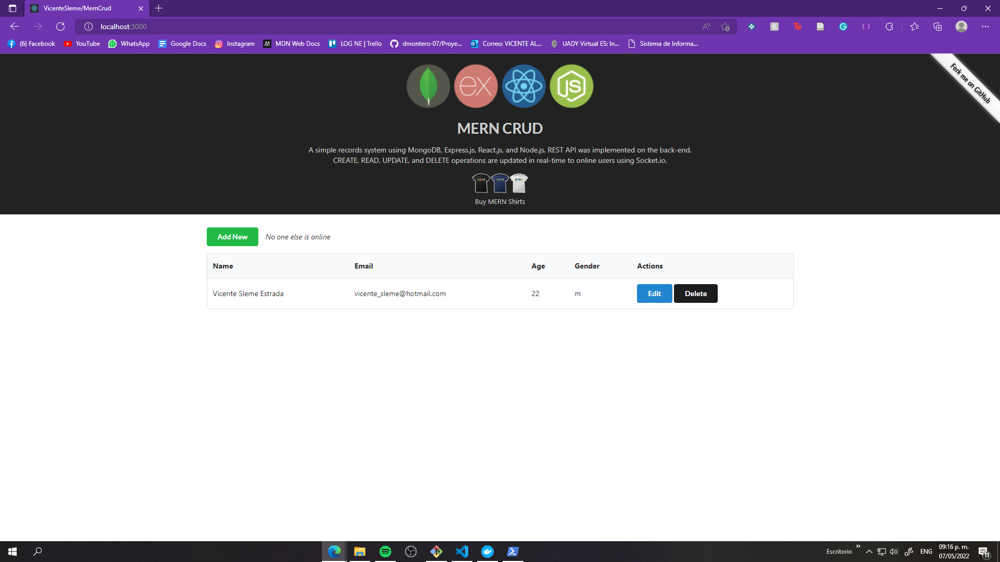 VicenteSleme/MernCrud
localhost:3000
(6) Facebook YouTube WhatsApp Google Docs Instagram MDN Web Docs LOG NE | Trello dmontero-07/Proye... Correo: VICENTE AL... UADY Virtual ES: In... Sistema de Informa...
Fork me on GitHub
ex JS
MERN CRUD
A simple records system using MongoDB, Express.js, React.js, and Node.js. REST API was implemented on the back-end.
CREATE, READ, UPDATE, and DELETE operations are updated in real-time to online users using Socket.io.
Buy MERN Shirts
Add New No one else is online
Name Email Age Gender Actions
Vicente Sleme Estrada vicente_sleme@hotmail.com 22 m Edit Delete
Escritorio ENG 09:16 p. m.
07/05/2022 11